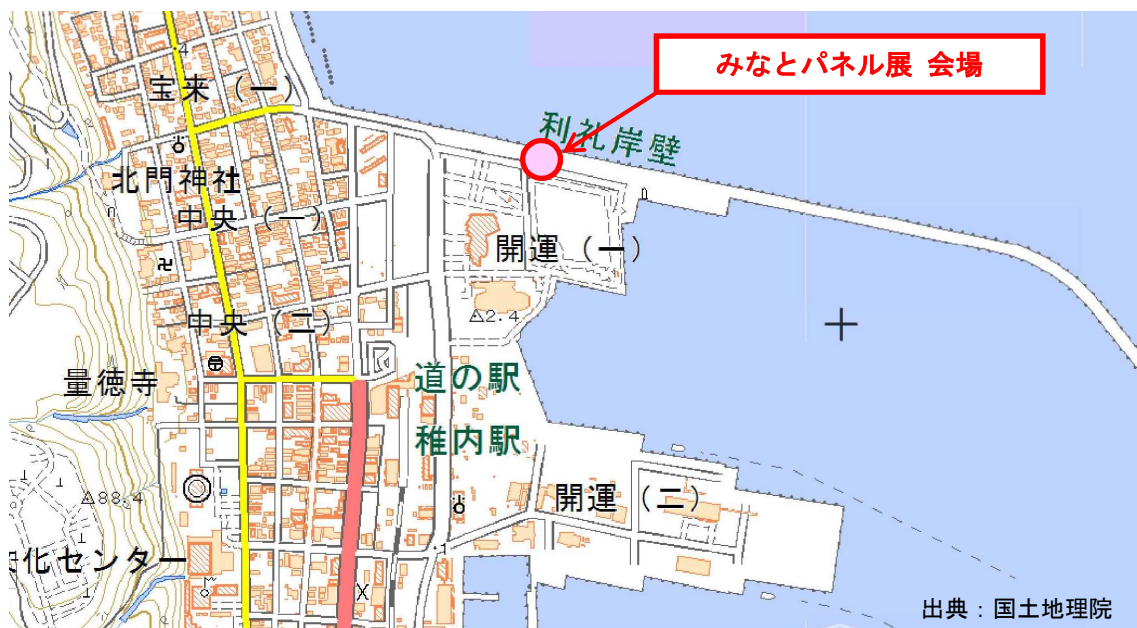 みなとパネル展 会場
4
宝来（一）
利礼岸壁
北門神社
中央（一）
開運（一）
△2.4
中央（二）
量徳寺
道の駅
稚内駅
△88.4
開運（二）
化センター
出典：国土地理院